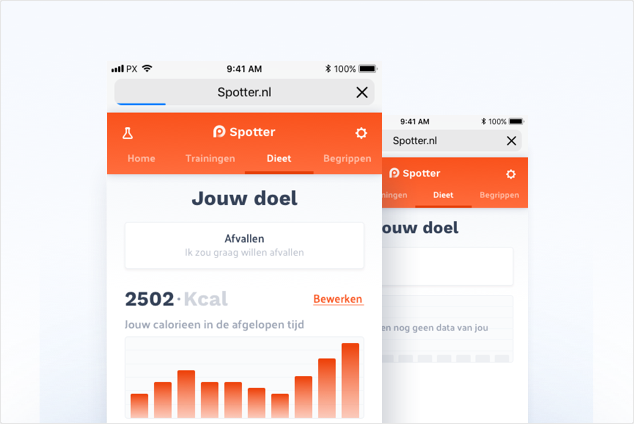 PX 9:41 AM 100%
Spotter.nl
Spotter
Home Trainingen Dieet Begrippen
Jouw doel
Afvallen
Ik zou graag willen afvallen
2502·Kcal Bewerken
Jouw calorieen in de afgelopen tijd
9:41 AM 100%
Spotter.nl
Spotter
ningen Dieet Begrippen
ouw doel
en nog geen data van jou